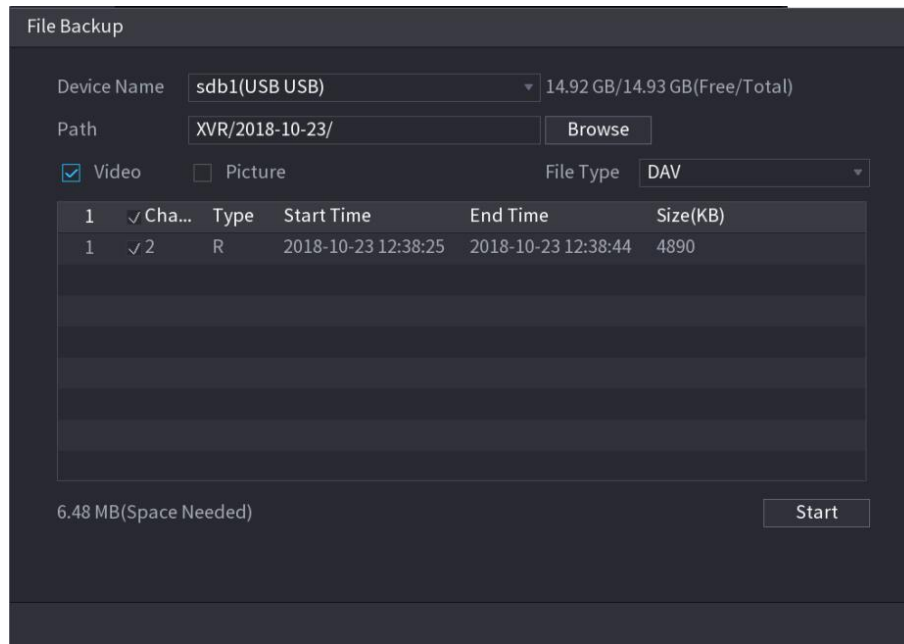 File Backup
Device Name sdb1(USB USB) 14.92 GB/14.93 GB(Free/Total)
Path XVR/2018-10-23/ Browse
Video Picture File Type DAV
1 Cha... Type Start Time End Time Size(KB)
1 2 R 2018-10-23 12:38:25 2018-10-23 12:38:44 4890
6.48 MB(Space Needed) Start